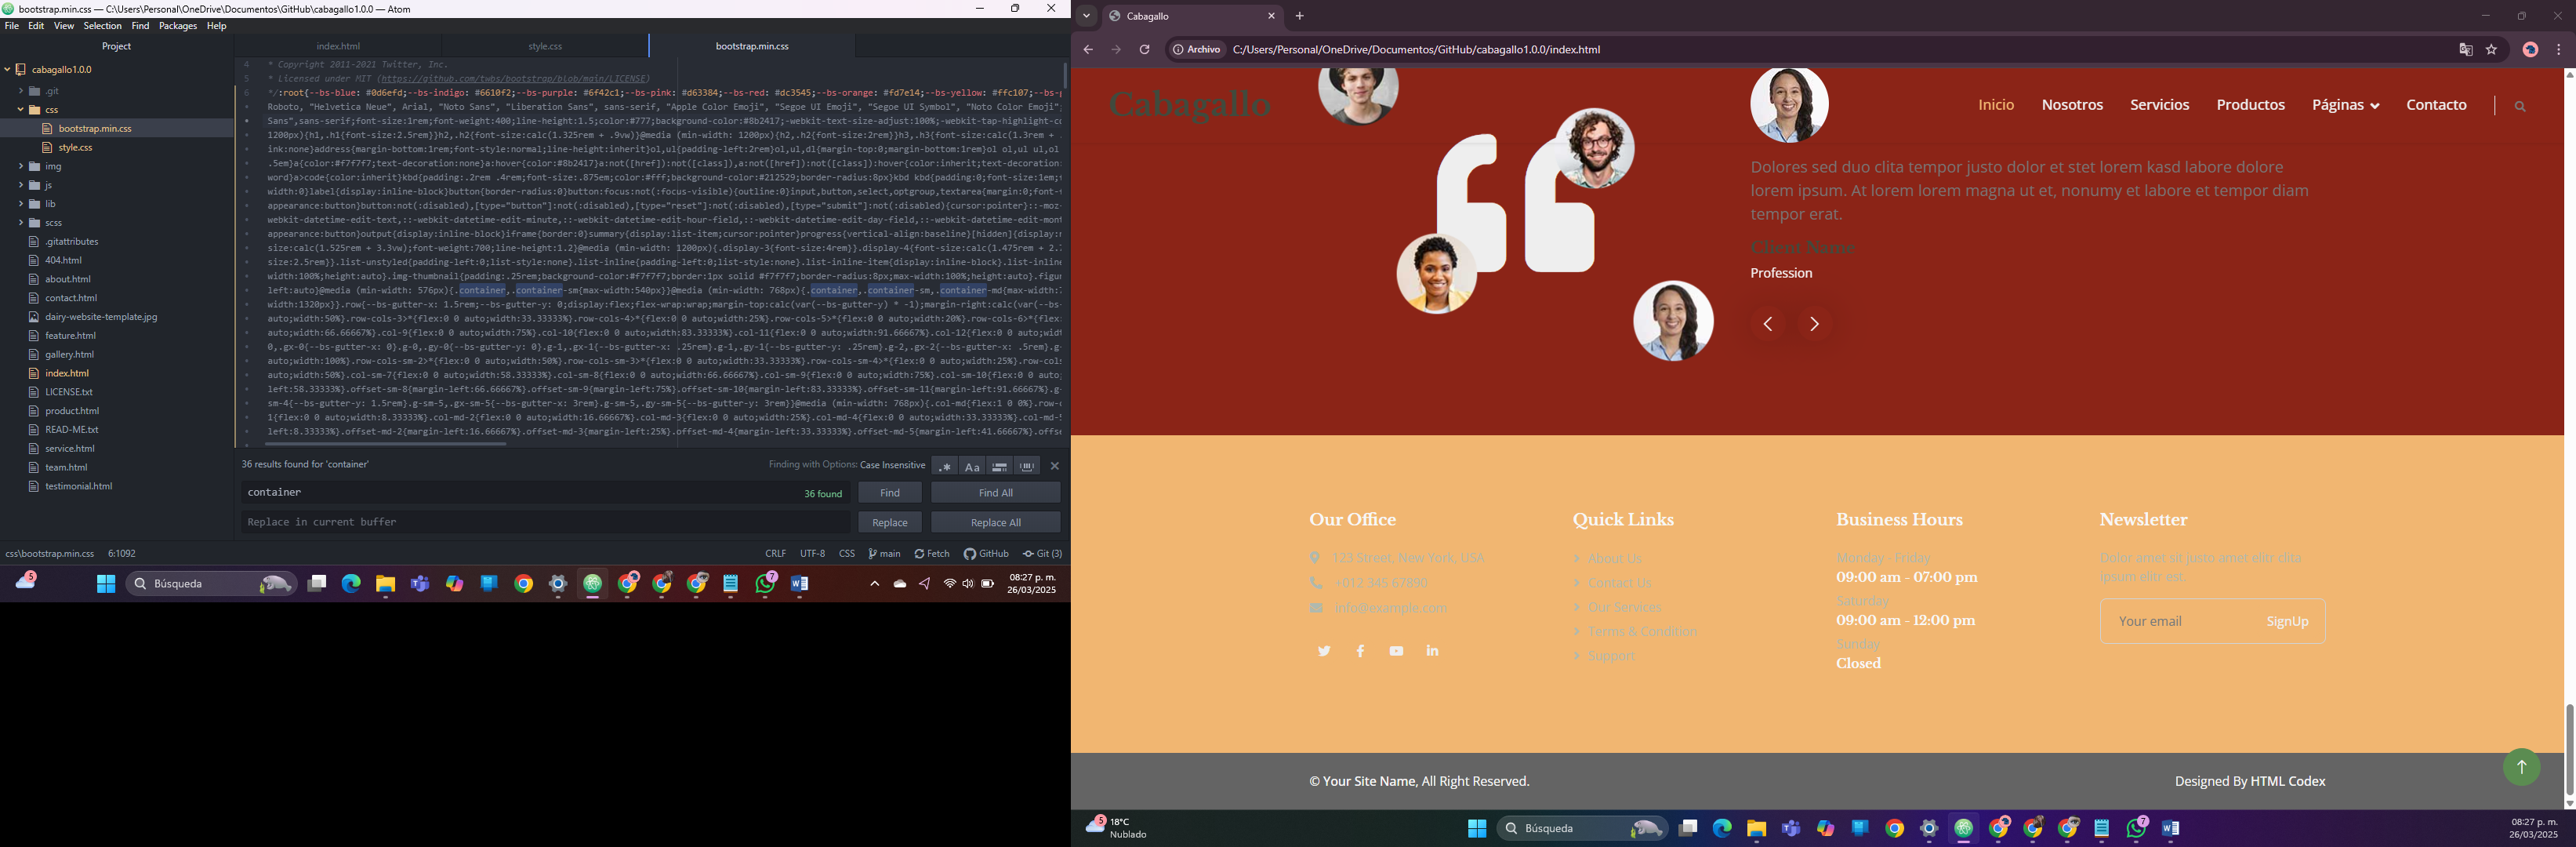 bootstrap.min.css — C:\Users\Personal\OneDrive\Documentos\GitHub\cabagallo1.0.0 — Atom
File Edit View Selection Find Packages Help
Project
cabagallo1.0.0
.git
css
bootstrap.min.css
style.css
img
js
lib
scss
.gitattributes
404.html
about.html
contact.html
dairy-website-template.jpg
feature.html
gallery.html
index.html
LICENSE.txt
product.html
READ-ME.txt
service.html
team.html
testimonial.html
index.html style.css bootstrap.min.css
4 * Copyright 2011-2021 Twitter, Inc.
5 * Licensed under MIT (https://github.com/twbs/bootstrap/blob/main/LICENSE)
6 */:root{--bs-blue: #0d6efd;--bs-indigo: #6610f2;--bs-purple: #6f42c1;--bs-pink: #d63384;--bs-red: #dc3545;--bs-orange: #fd7e14;--bs-yellow: #ffc107;--bs-
Roboto, "Helvetica Neue", Arial, "Noto Sans", "Liberation Sans", sans-serif, "Apple Color Emoji", "Segoe UI Emoji", "Segoe UI Symbol", "Noto Color Emoji";
Sans",sans-serif;font-size:1rem;font-weight:400;line-height:1.5;color:#777;background-color:#8b2417;-webkit-text-size-adjust:100%;-webkit-tap-highlight-co
1200px){h1,.h1{font-size:2.5rem}}h2,.h2{font-size:calc(1.325rem + .9vw)}@media (min-width: 1200px){h2,.h2{font-size:2rem}}h3,.h3{font-size:calc(1.3rem + .
ink:none}address{margin-bottom:1rem;font-style:normal;line-height:inherit}ol,ul{padding-left:2rem}ol,ul,dl{margin-top:0;margin-bottom:1rem}ol ol,ul ul,ol
.5em}a{color:#f7f7f7;text-decoration:none}a:hover{color:#8b2417}a:not([href]):not([class]),a:not([href]):not([class]):hover{color:inherit;text-decoration:
word}a>code{color:inherit}kbd{padding:.2rem .4rem;font-size:.875em;color:#fff;background-color:#212529;border-radius:8px}kbd kbd{padding:0;font-size:1em;
width:0}label{display:inline-block}button{border-radius:0}button:focus:not(:focus-visible){outline:0}input,button,select,optgroup,textarea{margin:0;font-
appearance:button}button:not(:disabled),[type="button"]:not(:disabled),[type="reset"]:not(:disabled),[type="submit"]:not(:disabled){cursor:pointer}::-moz-
webkit-datetime-edit-text,::-webkit-datetime-edit-minute,::-webkit-datetime-edit-hour-field,::-webkit-datetime-edit-day-field,::-webkit-datetime-edit-mont
appearance:button}output{display:inline-block}iframe{border:0}summary{display:list-item;cursor:pointer}progress{vertical-align:baseline}[hidden]{display:n
size:calc(1.525rem + 3.3vw);font-weight:700;line-height:1.2}@media (min-width: 1200px){.display-3{font-size:4rem}}.display-4{font-size:calc(1.475rem + 2.7
size:2.5rem}}.list-unstyled{padding-left:0;list-style:none}.list-inline{padding-left:0;list-style:none}.list-inline-item{display:inline-block}.list-inline
width:100%;height:auto}.img-thumbnail{padding:.25rem;background-color:#f7f7f7;border:1px solid #f7f7f7;border-radius:8px;max-width:100%;height:auto}.figur
left:auto}@media (min-width: 576px){.container,.container-sm{max-width:540px}}@media (min-width: 768px){.container,.container-sm,.container-md{max-width:7
width:1320px}}.row{--bs-gutter-x: 1.5rem;--bs-gutter-y: 0;display:flex;flex-wrap:wrap;margin-top:calc(var(--bs-gutter-y) * -1);margin-right:calc(var(--bs-
auto;width:50%}.row-cols-3>*{flex:0 0 auto;width:33.33333%}.row-cols-4>*{flex:0 0 auto;width:25%}.row-cols-5>*{flex:0 0 auto;width:20%}.row-cols-6>*{flex:
auto;width:66.66667%}.col-9{flex:0 0 auto;width:75%}.col-10{flex:0 0 auto;width:83.33333%}.col-11{flex:0 0 auto;width:91.66667%}.col-12{flex:0 0 auto;widt
0,.gx-0{--bs-gutter-x: 0}.g-0,.gy-0{--bs-gutter-y: 0}.g-1,.gx-1{--bs-gutter-x: .25rem}.g-1,.gy-1{--bs-gutter-y: .25rem}.g-2,.gx-2{--bs-gutter-x: .5rem}.g-
auto;width:100%}.row-cols-sm-2>*{flex:0 0 auto;width:50%}.row-cols-sm-3>*{flex:0 0 auto;width:33.33333%}.row-cols-sm-4>*{flex:0 0 auto;width:25%}.row-cols
auto;width:50%}.col-sm-7{flex:0 0 auto;width:58.33333%}.col-sm-8{flex:0 0 auto;width:66.66667%}.col-sm-9{flex:0 0 auto;width:75%}.col-sm-10{flex:0 0 auto;
left:58.33333%}.offset-sm-8{margin-left:66.66667%}.offset-sm-9{margin-left:75%}.offset-sm-10{margin-left:83.33333%}.offset-sm-11{margin-left:91.66667%}.g-
sm-4{--bs-gutter-y: 1.5rem}.g-sm-5,.gx-sm-5{--bs-gutter-x: 3rem}.g-sm-5,.gy-sm-5{--bs-gutter-y: 3rem}}@media (min-width: 768px){.col-md{flex:1 0 0%}.row-c
1{flex:0 0 auto;width:8.33333%}.col-md-2{flex:0 0 auto;width:16.66667%}.col-md-3{flex:0 0 auto;width:25%}.col-md-4{flex:0 0 auto;width:33.33333%}.col-md-5
left:8.33333%}.offset-md-2{margin-left:16.66667%}.offset-md-3{margin-left:25%}.offset-md-4{margin-left:33.33333%}.offset-md-5{margin-left:41.66667%}.offse
36 results found for 'container'
Finding with Options: Case Insensitive
.* Aa
container 36 found Find Find All
Replace in current buffer Replace Replace All
css\bootstrap.min.css 6:1092 CRLF UTF-8 CSS main Fetch GitHub Git (3)
5 Búsqueda 7 08:27 p. m.
26/03/2025
Cabagallo
Archivo C:/Users/Personal/OneDrive/Documentos/GitHub/cabagallo1.0.0/index.html
Cabagallo
Inicio Nosotros Servicios Productos Páginas Contacto
Dolores sed duo clita tempor justo dolor et stet lorem kasd labore dolore
lorem ipsum. At lorem lorem magna ut et, nonumy et labore et tempor diam
tempor erat.
Client Name
Profession
Our Office
123 Street, New York, USA
+012 345 67890
info@example.com
Quick Links
About Us
Contact Us
Our Services
Terms & Condition
Support
Business Hours
Monday - Friday
09:00 am - 07:00 pm
Saturday
09:00 am - 12:00 pm
Sunday
Closed
Newsletter
Dolor amet sit justo amet elitr clita
ipsum elitr est.
Your email SignUp
© Your Site Name, All Right Reserved.
Designed By HTML Codex
5 18°C
Nublado
Búsqueda 7 08:27 p. m.
26/03/2025